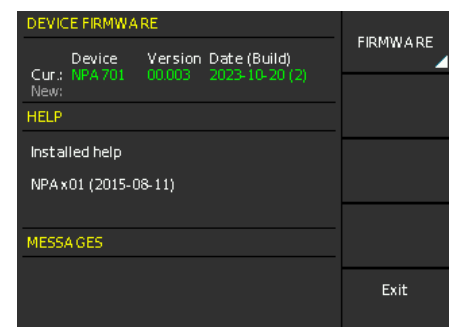 DEVICE FIRMWARE
FIRMWARE
Device Version Date (Build)
Cur.: NPA701 00.003 2023-10-20 (2)
New:
HELP
Installed help
NPAx01 (2015-08-11)
MESSAGES
Exit